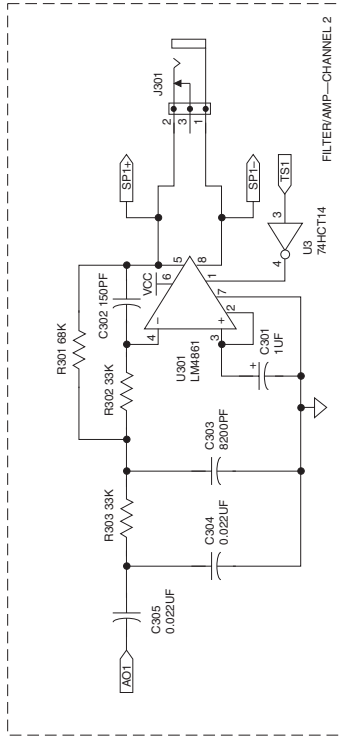 FILTER/AMP—CHANNEL 2
J301
2
3
1
SP1+
SP1–
TS1
3
4
U3
74HCT14
R301 68K
C302 150PF
VCC
6
5
8
1
7
2
4
–
+
3
U301
LM4861
C301
1UF
+
R302 33K
C303
8200PF
R303 33K
C304
0.022UF
C305
0.022UF
AO1